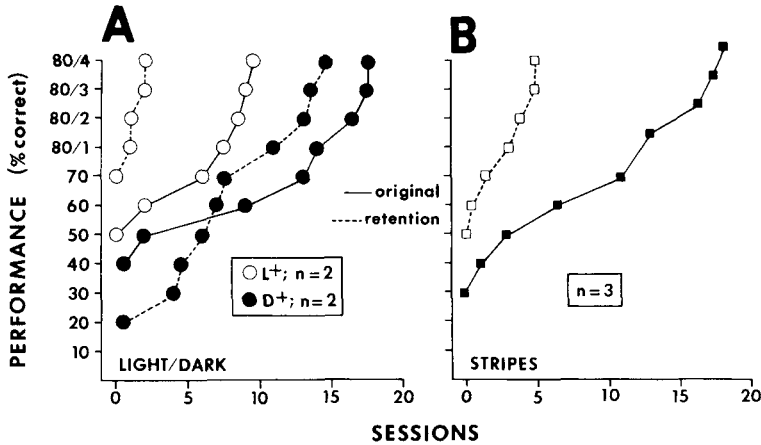 A
B
PERFORMANCE (% correct)
80/4
80/3
80/2
80/1
70
60
50
40
30
20
10
original
retention
L+; n=2
D+; n=2
n=3
LIGHT/DARK
STRIPES
0 5 10 15 20
0 5 10 15 20
SESSIONS